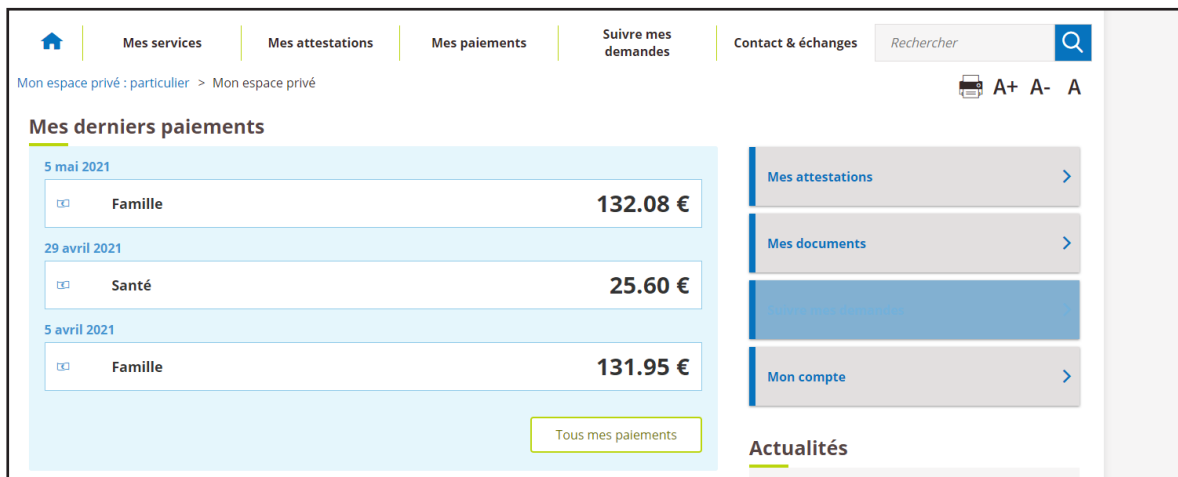 Mes services
Mes attestations
Mes paiements
Suivre mes
demandes
Contact & échanges
Rechercher
Mon espace privé : particulier > Mon espace privé
A+ A- A
Mes derniers paiements
5 mai 2021
Famille 132.08 €
29 avril 2021
Santé 25.60 €
5 avril 2021
Famille 131.95 €
Tous mes paiements
Mes attestations
Mes documents
Mon compte
Actualités